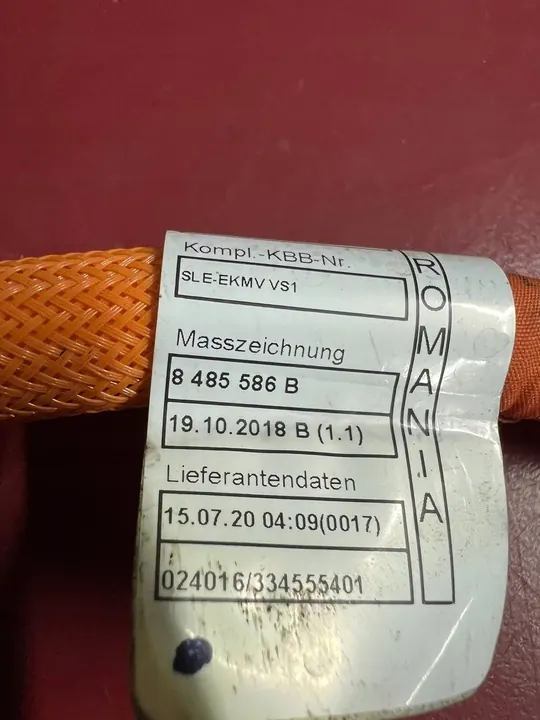 Kompl.-KBB-Nr.
SLE-EKMV VS1
Masszeichnung
8 485 586 B
19.10.2018 B (1.1)
Lieferantendaten
15.07.20 04:09(0017)
024016/334555401
ROMANIA